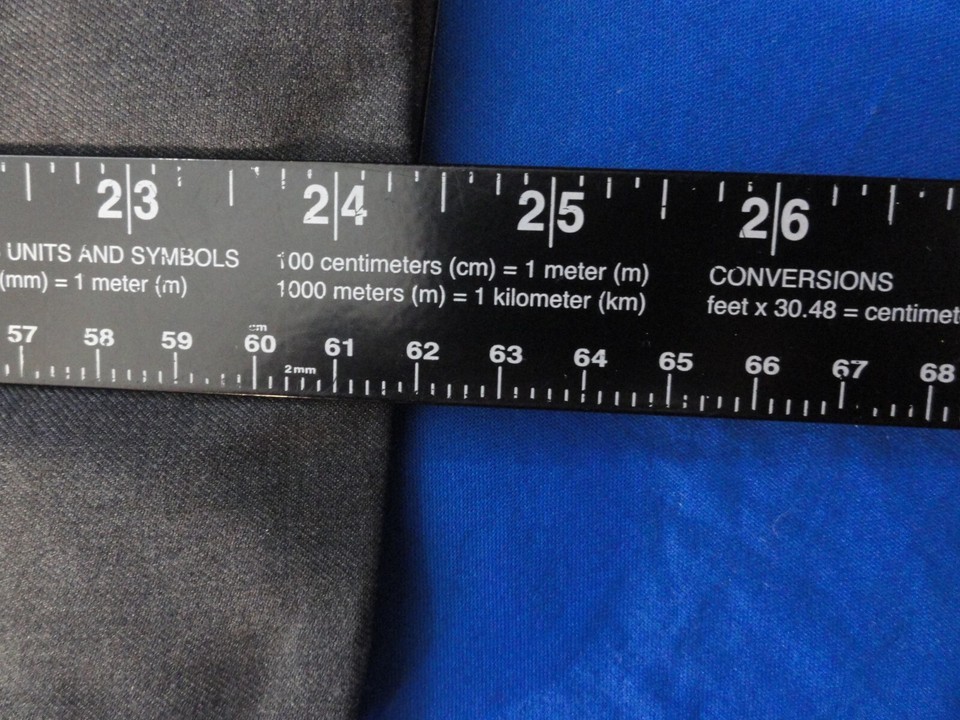 23 24 25 26
UNITS AND SYMBOLS
(mm) = 1 meter (m)
100 centimeters (cm) = 1 meter (m)
1000 meters (m) = 1 kilometer (km)
CONVERSIONS
feet x 30.48 = centimet
cm
57 58 59 60 61 62 63 64 65 66 67 68
2mm